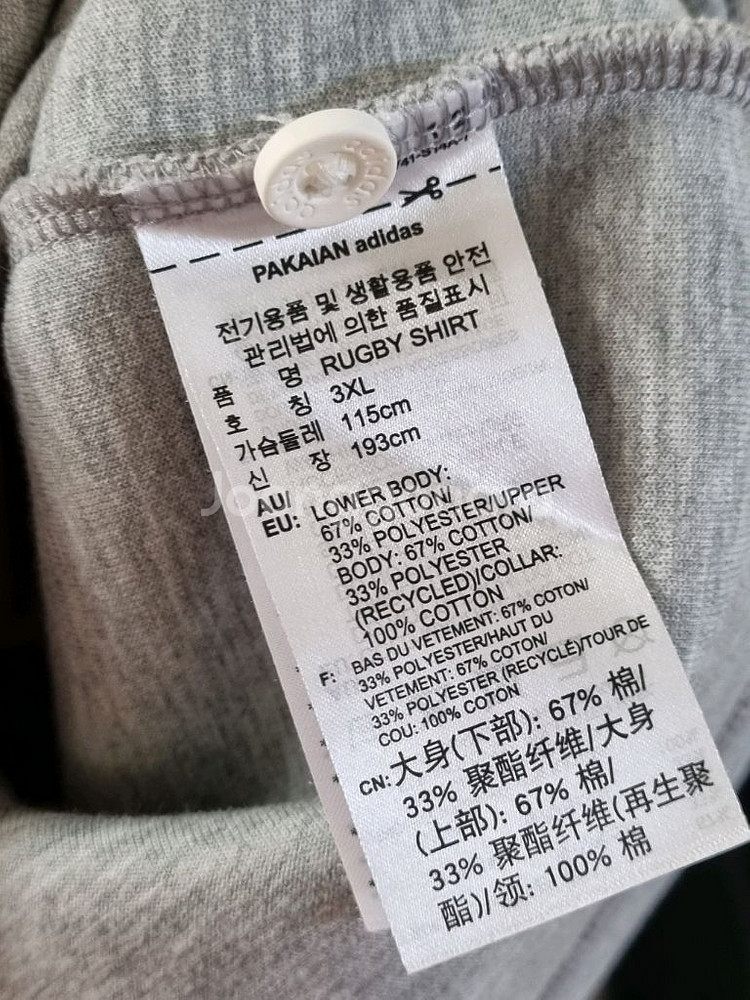 adidas
PAKAIAN adidas
전기용품 및 생활용품 안전
관리법에 의한 품질표시
품 명 RUGBY SHIRT
호 칭 3XL
가슴둘레 115cm
신 장 193cm
AU/
EU: LOWER BODY:
67% COTTON/
33% POLYESTER/UPPER
BODY: 67% COTTON/
33% POLYESTER
(RECYCLED)/COLLAR:
100% COTTON
F: BAS DU VETEMENT: 67% COTON/
33% POLYESTER/HAUT DU
VETEMENT: 67% COTON/
33% POLYESTER (RECYCLÉ)/TOUR DE
COU: 100% COTON
CN: 大身(下部): 67% 棉/
33% 聚酯纤维/大身
(上部): 67% 棉/
33% 聚酯纤维(再生聚
酯)/领: 100% 棉